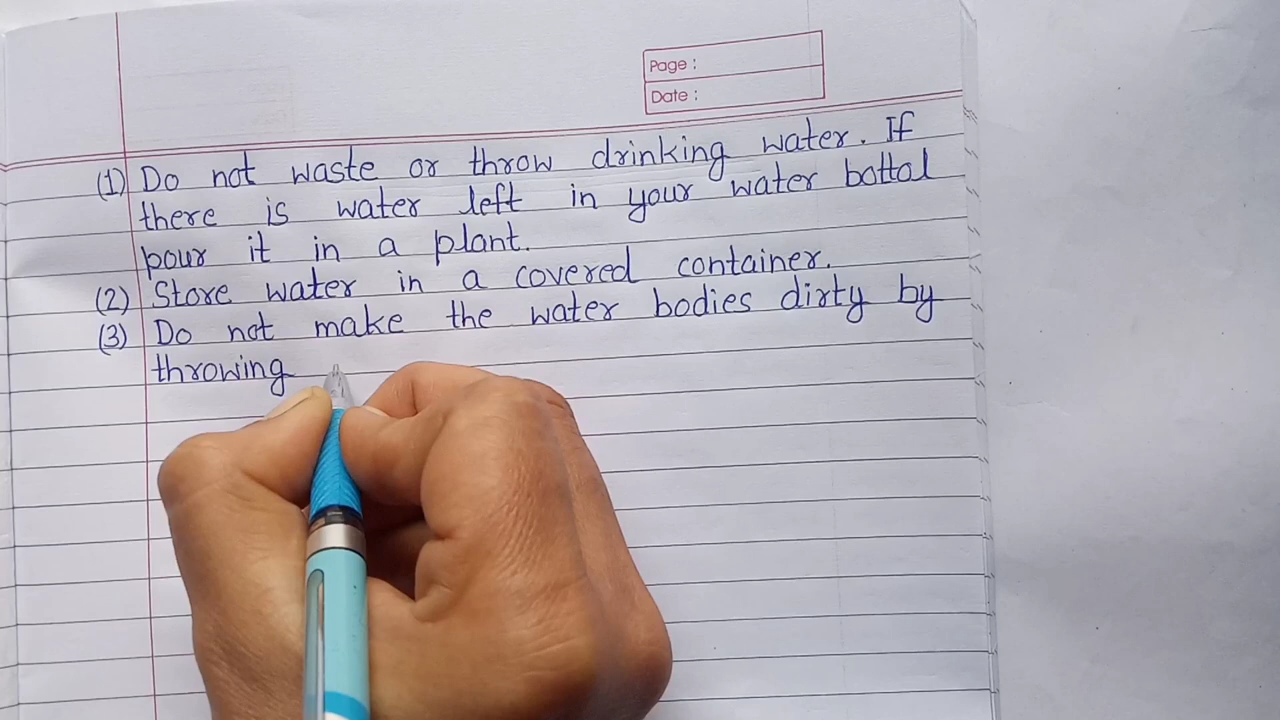 Page :
Date :
(1) Do not waste or throw drinking water. If
there is water left in your water bottal
pour it in a plant.
(2) Store water in a covered container.
(3) Do not make the water bodies dirty by
throwing